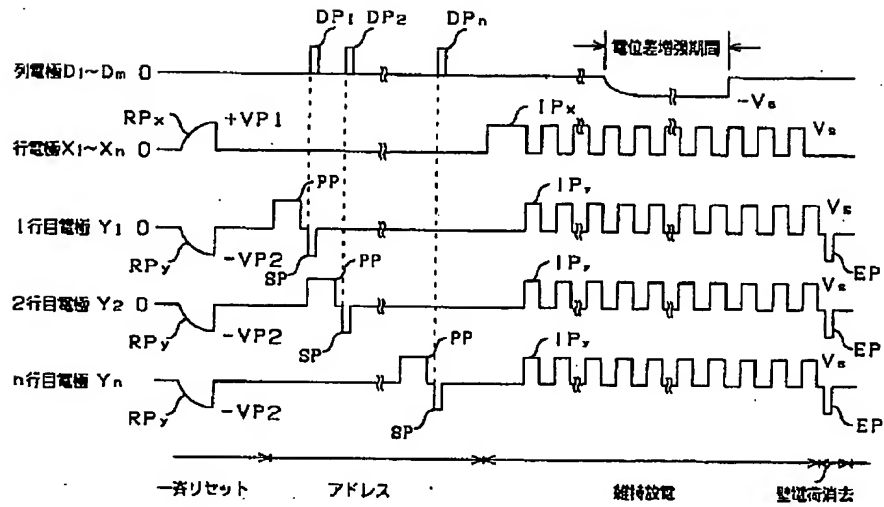 DP1 DP2 DPn
電位差増強期間
列電極D1~Dm 0
-Vs
RPx +VP1 IPx Vs
行電極X1~Xn 0
PP IPy Vs
1行目電極 Y1 0
RPy -VP2 SP PP IPy EP
Vs
2行目電極 Y2 0
RPy -VP2 SP PP IPy EP
Vs
n行目電極 Yn
RPy -VP2 SP EP
一斉リセット アドレス 維持放電 壁電荷消去